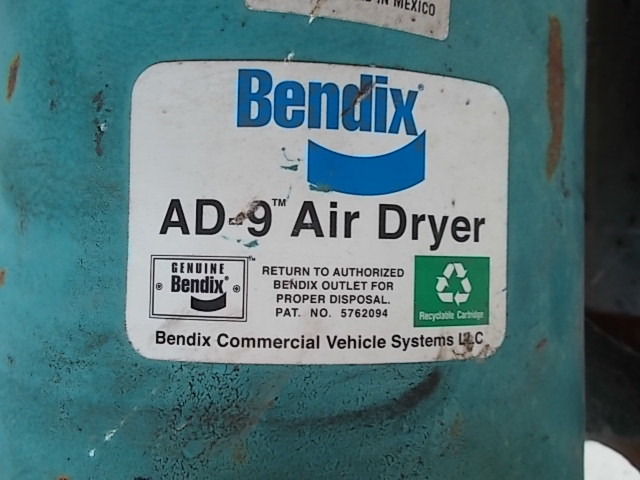 IN MEXICO
Bendix®
AD-9™ Air Dryer
GENUINE
Bendix®
™
RETURN TO AUTHORIZED
BENDIX OUTLET FOR
PROPER DISPOSAL.
PAT. NO. 5762094
Recyclable Cartridge
Bendix Commercial Vehicle Systems LLC